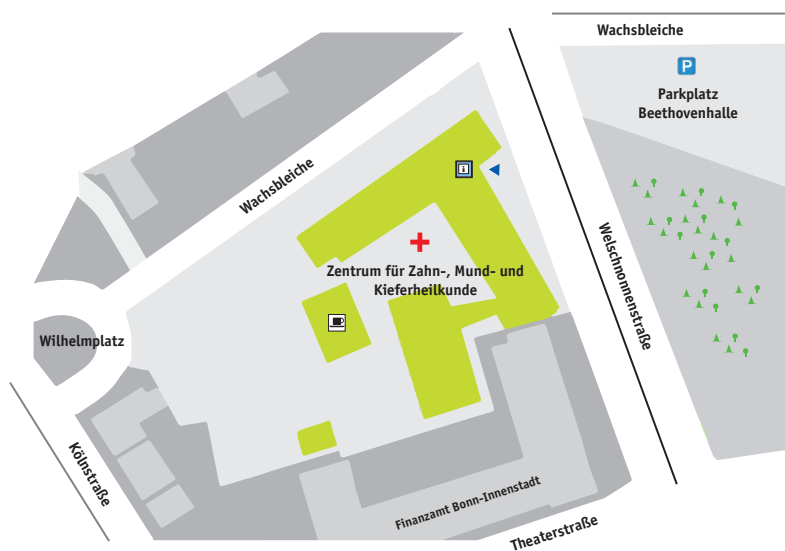 Wachsbleiche
P
Parkplatz
Beethovenhalle
Wachsbleiche
i
Zentrum für Zahn-, Mund- und
Kieferheilkunde
Welschnonnenstraße
Wilhelmplatz
Kölnstraße
Finanzamt Bonn-Innenstadt
Theaterstraße